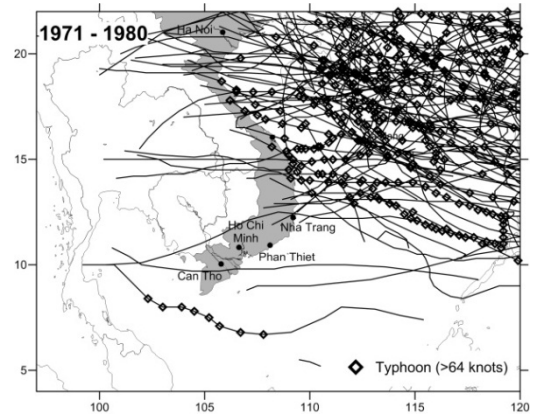 1971 - 1980
Ha Noi
20
15
10
5
Ho Chi
Minh
Nha Trang
Phan Thiet
Can Tho
Typhoon (>64 knots)
100 105 110 115 120